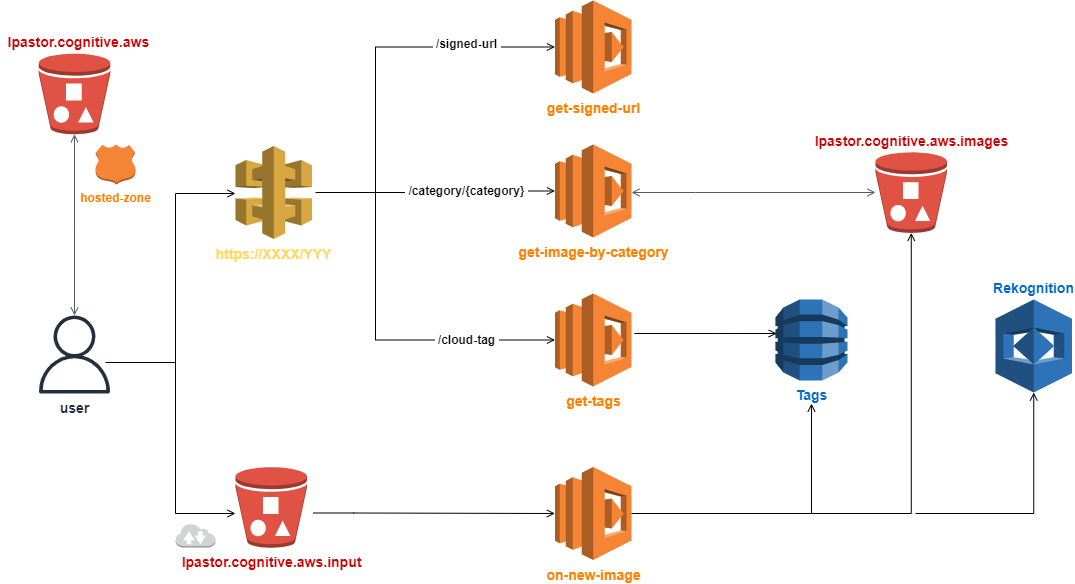 lpastor.cognitive.aws
/signed-url
get-signed-url
lpastor.cognitive.aws.images
hosted-zone
/category/{category}
https://XXXX/YYY
get-image-by-category
Rekognition
/cloud-tag
Tags
get-tags
user
lpastor.cognitive.aws.input
on-new-image